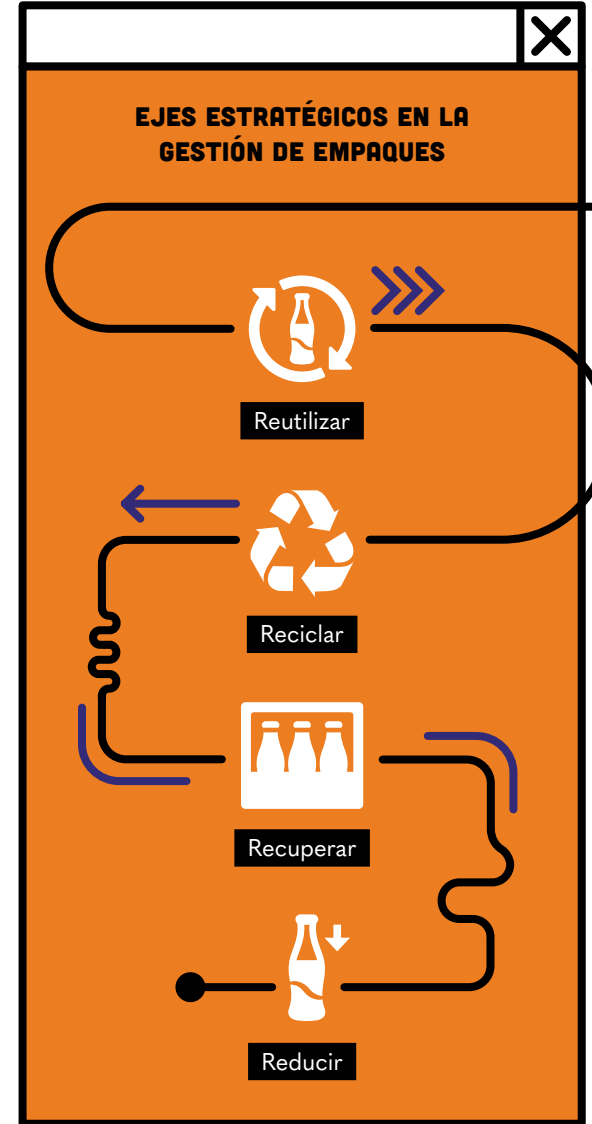 EJES ESTRATÉGICOS EN LA
GESTIÓN DE EMPAQUES
Reutilizar
Reciclar
Recuperar
Reducir